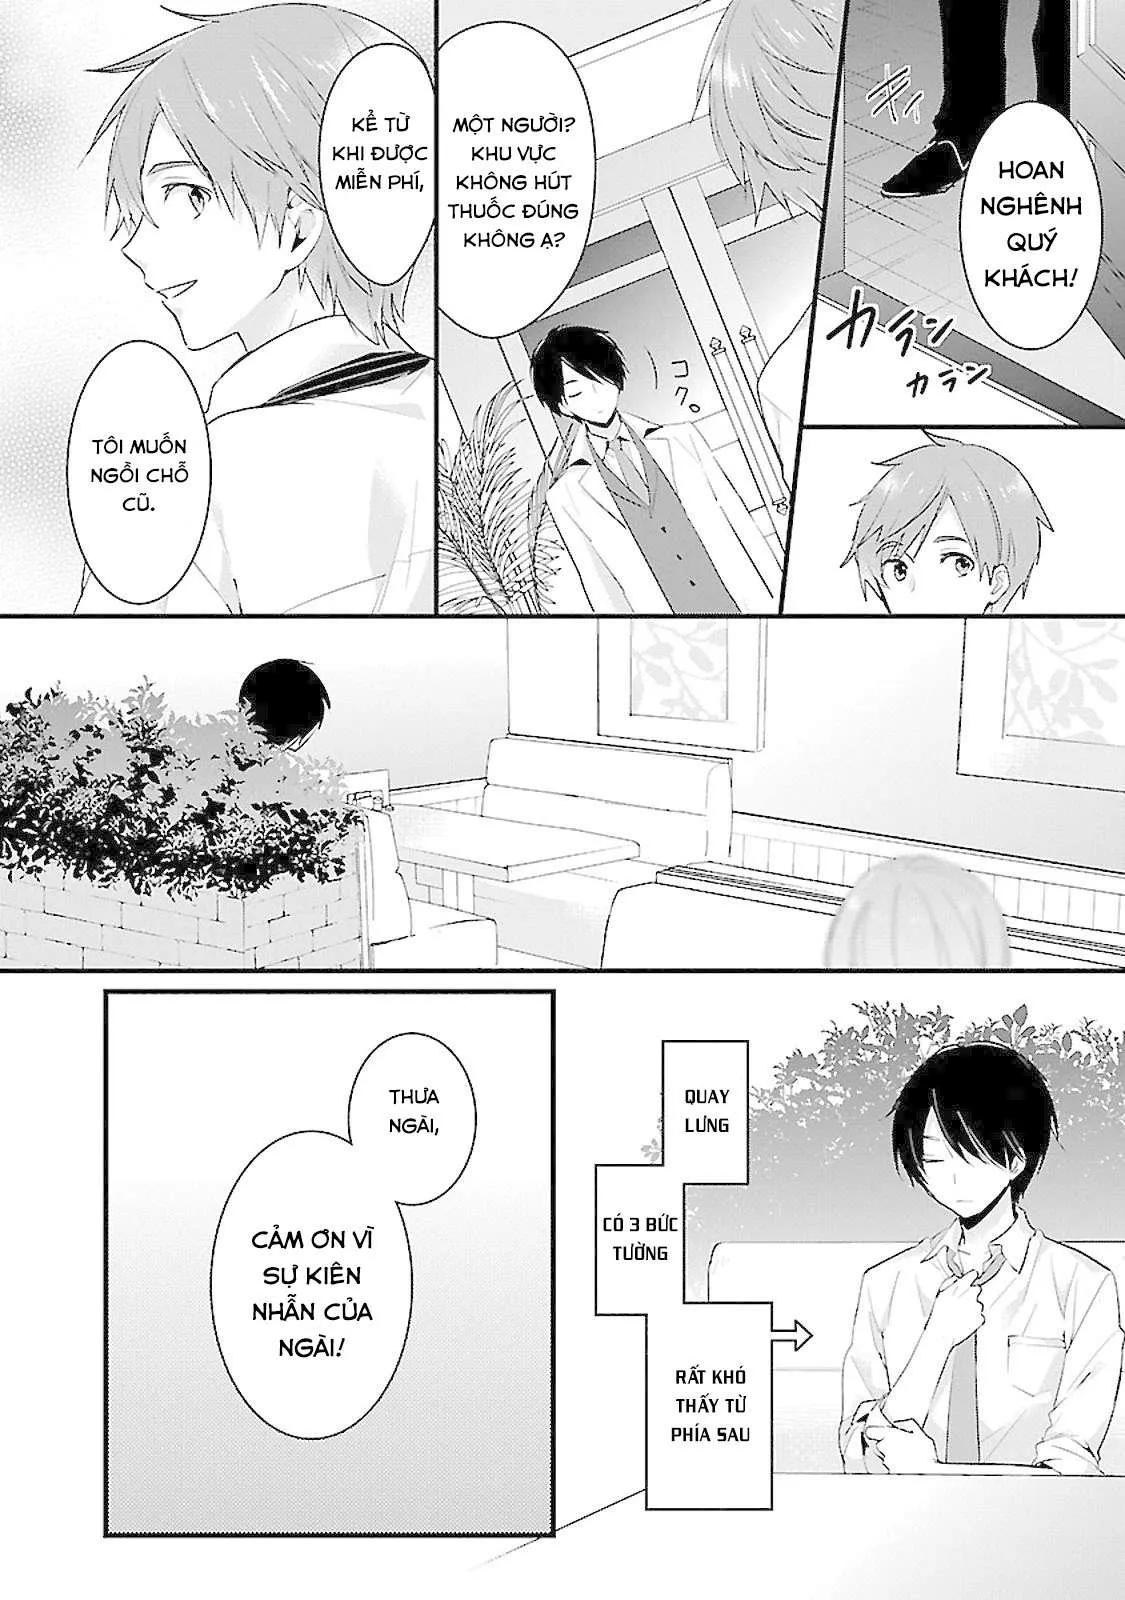 HOAN
NGHÊNH
QUÝ
KHÁCH!
キィ
カラン
カラン
MỘT NGƯỜI?
KHU VỰC
KHÔNG HÚT
THUỐC ĐÚNG
KHÔNG Ạ?
コク。
KỂ TỪ
KHI ĐƯỢC
MIỄN PHÍ,
TÔI MUỐN
NGỒI CHỖ
CŨ.
QUAY
LƯNG
CÓ 3 BỨC
TƯỜNG
RẤT KHÓ
THẤY TỪ
PHÍA SAU
THƯA
NGÀI,
CẢM ƠN VÌ
SỰ KIÊN
NHẪN CỦA
NGÀI!